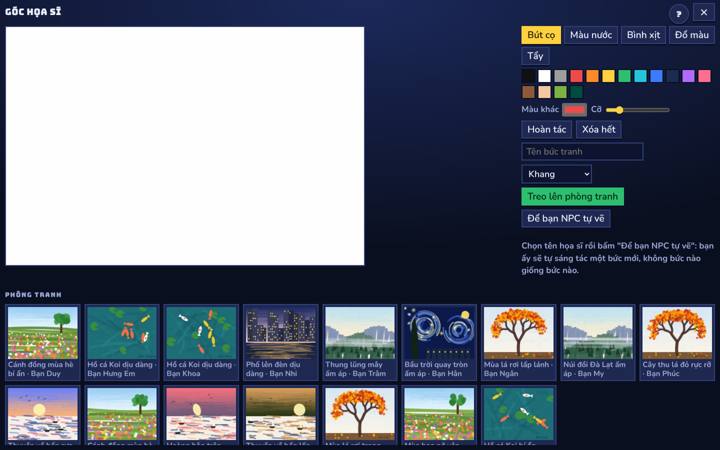 GÓC HỌA SĨ
?
×
Bút cọ
Màu nước
Bình xịt
Đổ màu
Tẩy
Màu khác
Cỡ
Hoàn tác
Xóa hết
Tên bức tranh
Khang
Treo lên phòng tranh
Để bạn NPC tự vẽ
Chọn tên họa sĩ rồi bấm "Để bạn NPC tự vẽ": bạn
ấy sẽ tự sáng tác một bức mới, không bức nào
giống bức nào.
PHÒNG TRANH
Cánh đồng mùa hè
bí ẩn · Bạn Duy
Hồ cá Koi dịu dàng ·
Bạn Hưng Em
Hồ cá Koi dịu dàng ·
Bạn Khoa
Phố lên đèn dịu
dàng · Bạn Nhi
Thung lũng mây
ấm áp · Bạn Trâm
Bầu trời quay tròn
ấm áp · Bạn Hân
Mùa lá rơi lấp lánh ·
Bạn Ngân
Núi đồi Đà Lạt ấm
áp · Bạn My
Cây thu lá đỏ rực rỡ
· Bạn Phúc